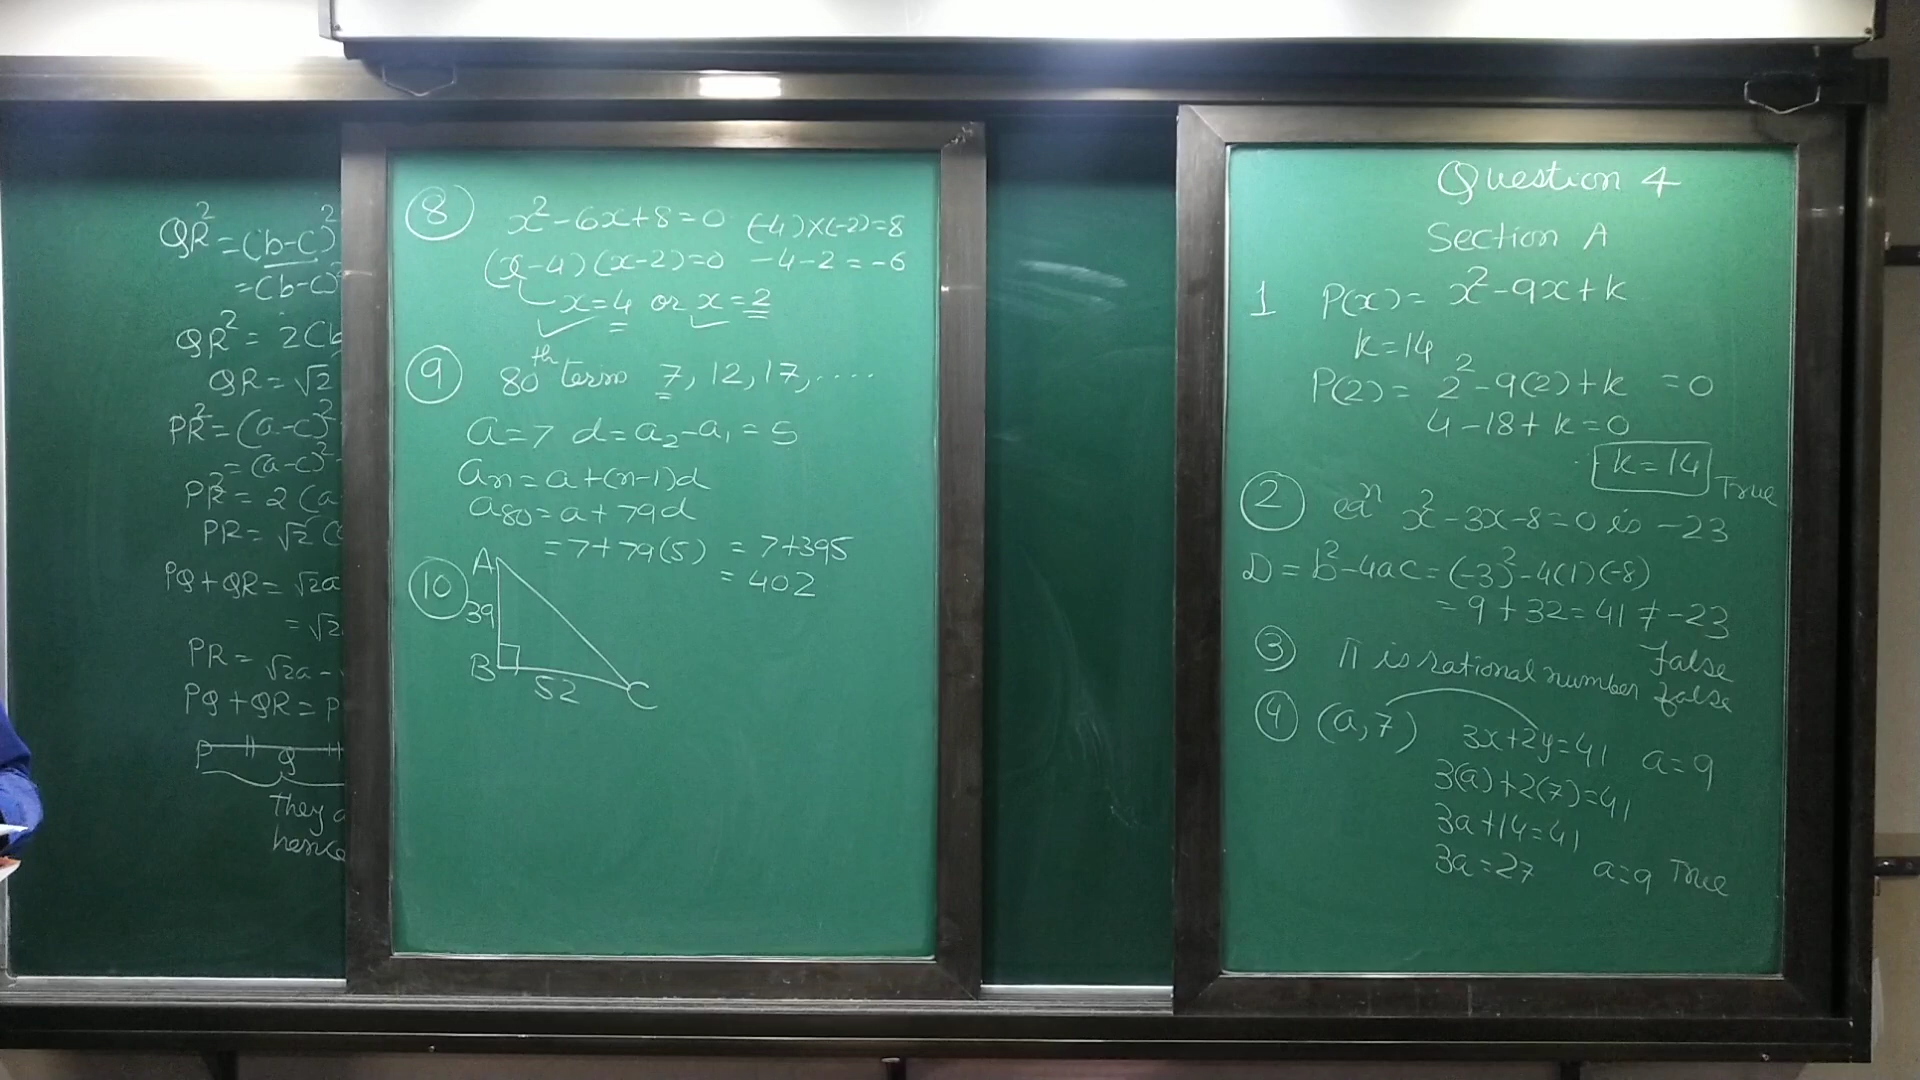 QR² = (b-c)²
= (b-c)²
QR² = 2(b
QR = √2
PR² = (a-c)²
= (a-c)²
PR² = 2(a
PR = √2(
PQ + QR = √2a
= √2
PR = √2a -
PQ + QR = P
P Q
They a
hence
⑧ x² - 6x + 8 = 0 (-4)×(-2) = 8
(x-4)(x-2) = 0 -4-2 = -6
x = 4 or x = 2
⑨ 80th term 7, 12, 17, ....
a = 7 d = a₂ - a₁ = 5
an = a + (n-1)d
a80 = a + 79d
= 7 + 79(5) = 7 + 395
= 402
⑩ A
39
B 52 C
Question 4
Section A
1 P(x) = x² - 9x + k
k = 14
P(2) = 2² - 9(2) + k = 0
4 - 18 + k = 0
k = 14 True
② eqn x² - 3x - 8 = 0 is -23
D = b² - 4ac = (-3)² - 4(1)(-8)
= 9 + 32 = 41 ≠ -23
False
③ π is rational number false
④ (a, 7) 3x + 2y = 41 a = 9
3(a) + 2(7) = 41
3a + 14 = 41
3a = 27 a = 9 True